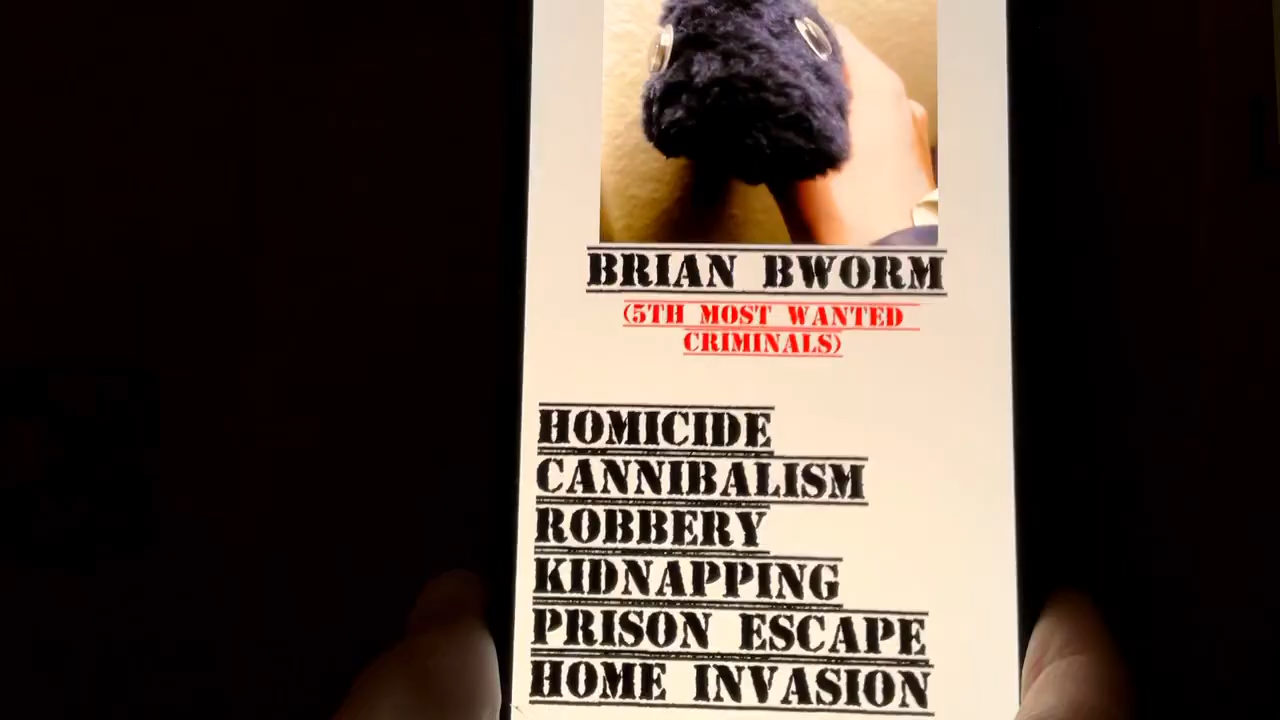 BRIAN BWORM
(5TH MOST WANTED
CRIMINALS)
HOMICIDE
CANNIBALISM
ROBBERY
KIDNAPPING
PRISON ESCAPE
HOME INVASION